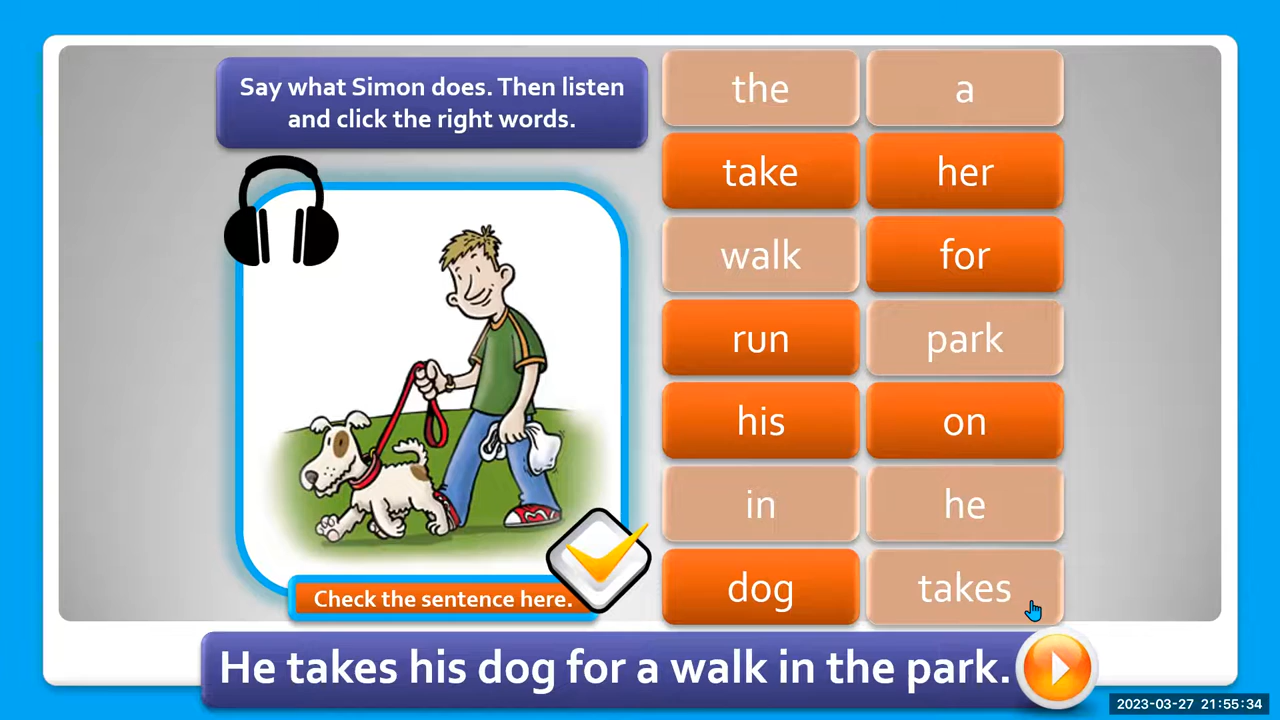 Say what Simon does. Then listen
and click the right words.
the
a
take
her
walk
for
run
park
his
on
in
he
dog
takes
Check the sentence here.
He takes his dog for a walk in the park.
2023-03-27 21:55:34